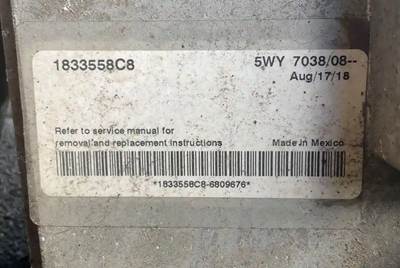 1833558C8 5WY 7038/08--
Aug/17/18
Refer to service manual for
removal and replacement instructions Made in Mexico
*1833558C8-6809676*